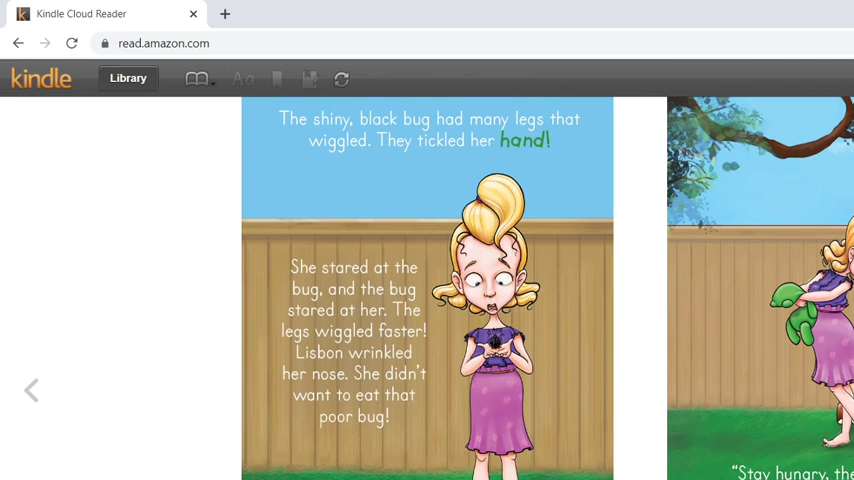 Kindle Cloud Reader
read.amazon.com
kindle
Library
Aa
The shiny, black bug had many legs that
wiggled. They tickled her hand!
She stared at the
bug, and the bug
stared at her. The
legs wiggled faster!
Lisbon wrinkled
her nose. She didn't
want to eat that
poor bug!
"Stay hungry, the